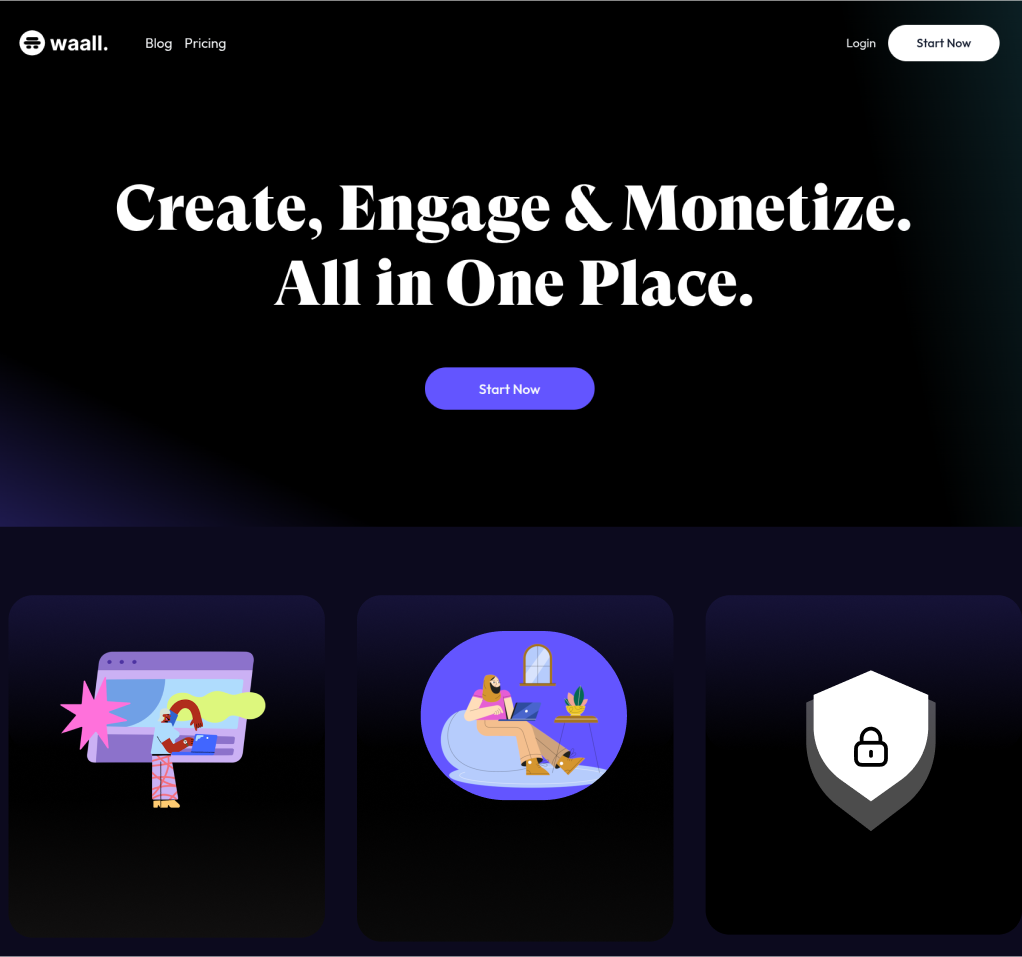 waall.
Blog Pricing
Login
Start Now
Create, Engage & Monetize.
All in One Place.
Start Now